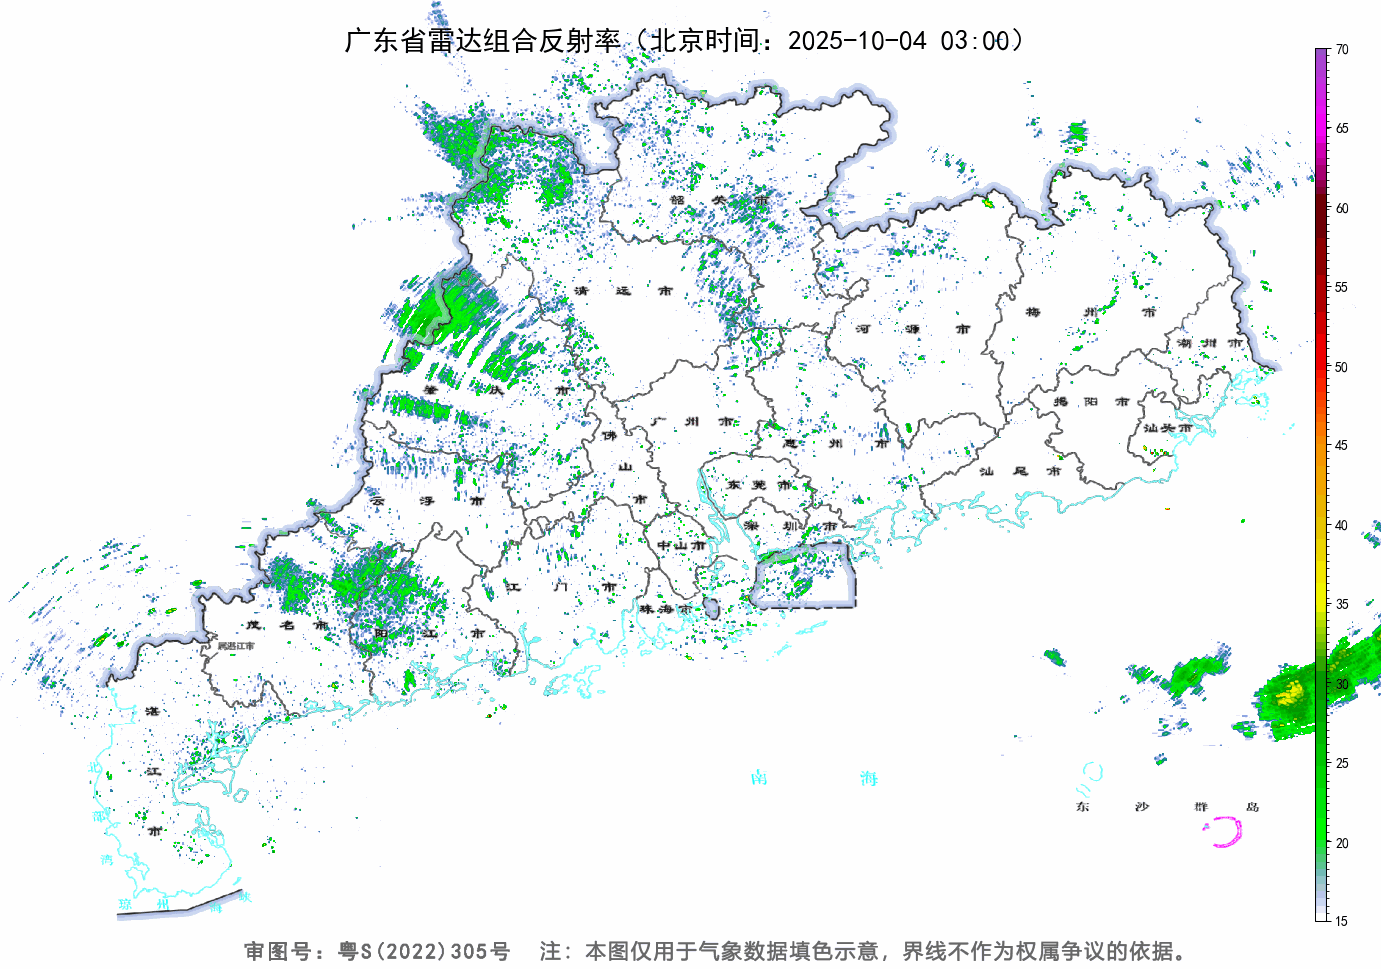 广东省雷达组合反射率（北京时间：2025-10-04 03:00）
70
65
60
55
50
45
40
35
30
25
20
15
韶 关 市
清 远 市
河 源 市
梅 州 市
潮 州 市
肇 庆 市
揭 阳 市
汕头市
广 州 市
佛 山 市
惠 州 市
汕 尾 市
东 莞 市
云 浮 市
深 圳 市
中山市
江 门 市
珠海市
茂 名 市
阳 江 市
属湛江市
湛 江 市
南 海
北 部 湾
东 沙 群 岛
琼 州 海 峡
审图号：粤S(2022)305号 注：本图仅用于气象数据填色示意，界线不作为权属争议的依据。